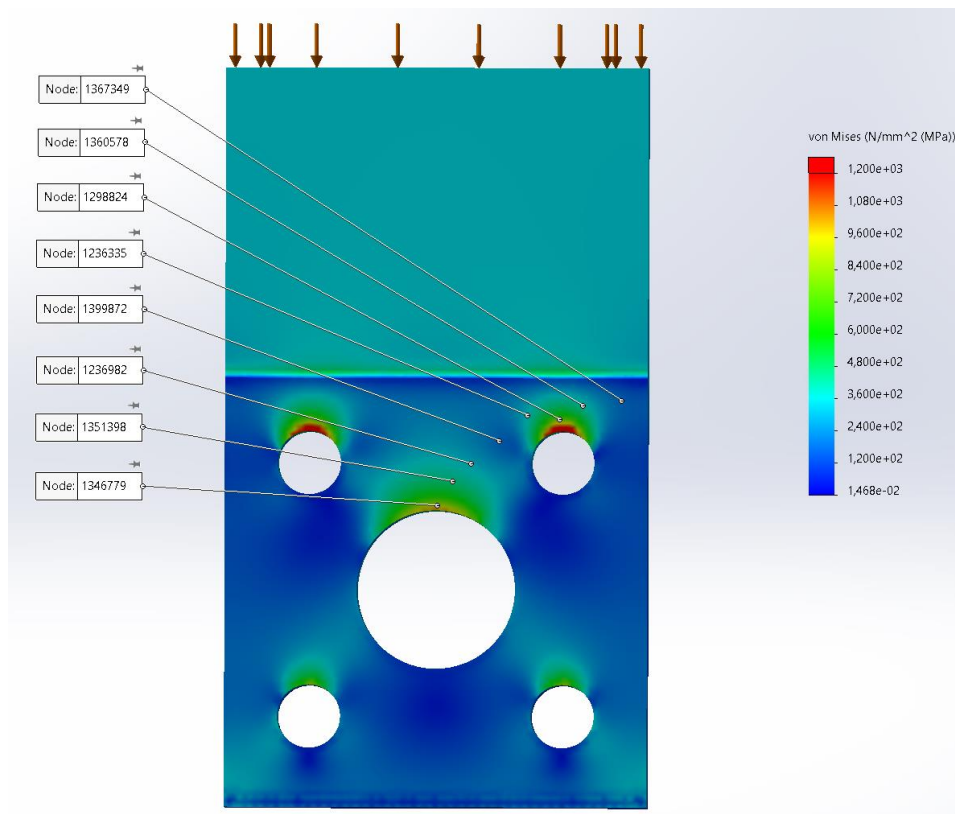 Node: 1367349
Node: 1360578
Node: 1298824
Node: 1236335
Node: 1399872
Node: 1236982
Node: 1351398
Node: 1346779
von Mises (N/mm^2 (MPa))
1,200e+03
1,080e+03
9,600e+02
8,400e+02
7,200e+02
6,000e+02
4,800e+02
3,600e+02
2,400e+02
1,200e+02
1,468e-02